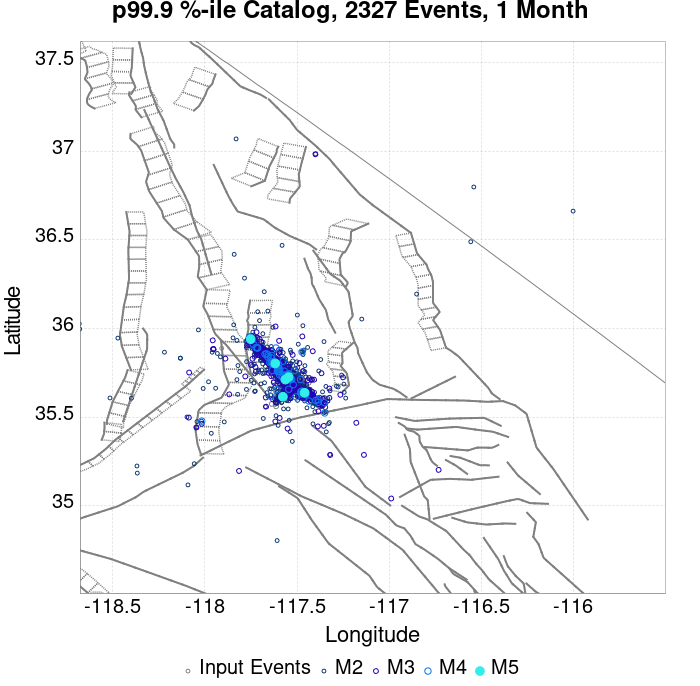 p99.9 %-ile Catalog, 2327 Events, 1 Month
37.5
37
36.5
36
35.5
35
Latitude
-118.5 -118 -117.5 -117 -116.5 -116
Longitude
Input Events M2 M3 M4 M5